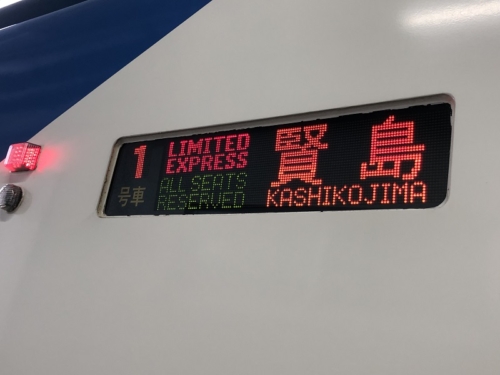 1
号車
LIMITED
EXPRESS
ALL SEATS
RESERVED
賢島
KASHIKOJIMA